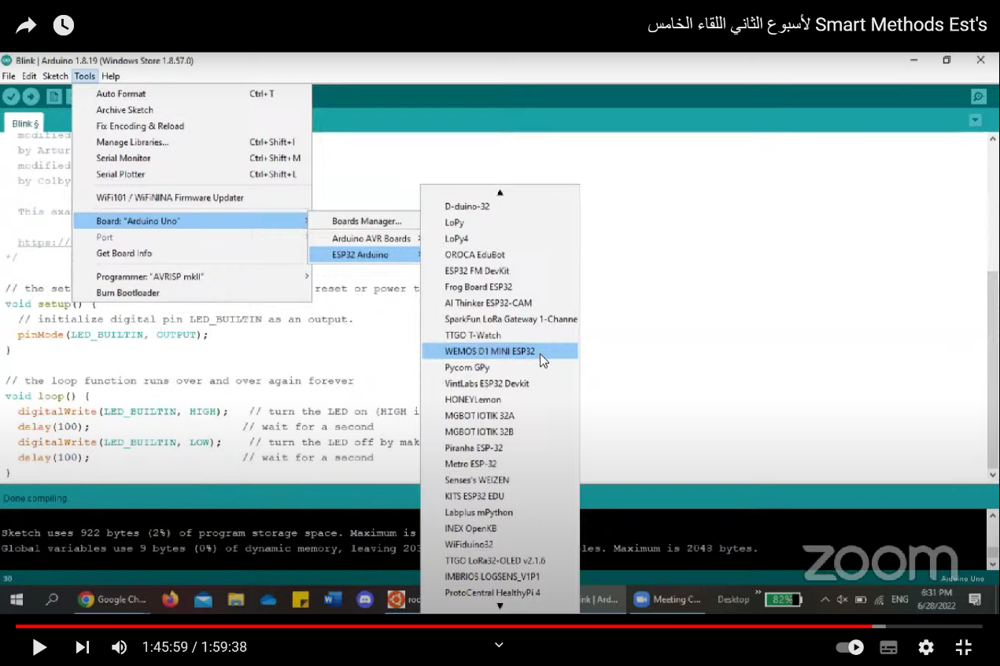 لأسبوع الثاني اللقاء الخامس Smart Methods Est's
Blink | Arduino 1.8.19 (Windows Store 1.8.57.0)
File Edit Sketch Tools Help
Blink §
modified
by Artur
modified
by Colby
This exa
https://
*/
// the set
reset or power t
void setup() {
// initialize digital pin LED_BUILTIN as an output.
pinMode(LED_BUILTIN, OUTPUT);
}
// the loop function runs over and over again forever
void loop() {
digitalWrite(LED_BUILTIN, HIGH); // turn the LED on (HIGH i
delay(100); // wait for a second
digitalWrite(LED_BUILTIN, LOW); // turn the LED off by mak
delay(100); // wait for a second
}
Auto Format Ctrl+T
Archive Sketch
Fix Encoding & Reload
Manage Libraries... Ctrl+Shift+I
Serial Monitor Ctrl+Shift+M
Serial Plotter Ctrl+Shift+L
WiFi101 / WiFiNINA Firmware Updater
Board: "Arduino Uno"
Port
Get Board Info
Programmer: "AVRISP mkII"
Burn Bootloader
Boards Manager...
Arduino AVR Boards
ESP32 Arduino
D-duino-32
LoPy
LoPy4
OROCA EduBot
ESP32 FM DevKit
Frog Board ESP32
AI Thinker ESP32-CAM
SparkFun LoRa Gateway 1-Channe
TTGO T-Watch
WEMOS D1 MINI ESP32
Pycom GPy
VintLabs ESP32 Devkit
HONEYLemon
MGBOT IOTIK 32A
MGBOT IOTIK 32B
Piranha ESP-32
Metro ESP-32
Senses's WEIZEN
KITS ESP32 EDU
Labplus mPython
INEX OpenKB
WiFiduino32
TTGO LoRa32-OLED v2.1.6
IMBRIOS LOGSENS_V1P1
ProtoCentral HealthyPi 4
Done compiling.
Sketch uses 922 bytes (2%) of program storage space. Maximum is
Global variables use 9 bytes (0%) of dynamic memory, leaving 203 les. Maximum is 2048 bytes.
zoom
30
Arduino Uno
Google Ch... roc nk | Ard... Meeting C... Desktop 82% ENG
6:31 PM
6/28/2022
1:45:59 / 1:59:38